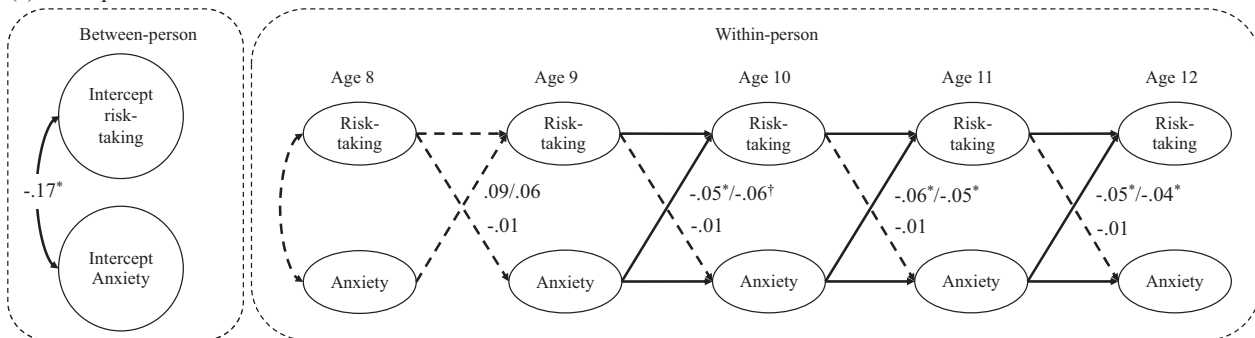 Between-person
Intercept
risk-
taking
-.17*
Intercept
Anxiety
Within-person
Age 8
Age 9
Age 10
Age 11
Age 12
Risk-
taking
Risk-
taking
Risk-
taking
Risk-
taking
Risk-
taking
.09/.06
-.01
-.05*/-.06†
-.01
-.06*/-.05*
-.01
-.05*/-.04*
-.01
Anxiety
Anxiety
Anxiety
Anxiety
Anxiety